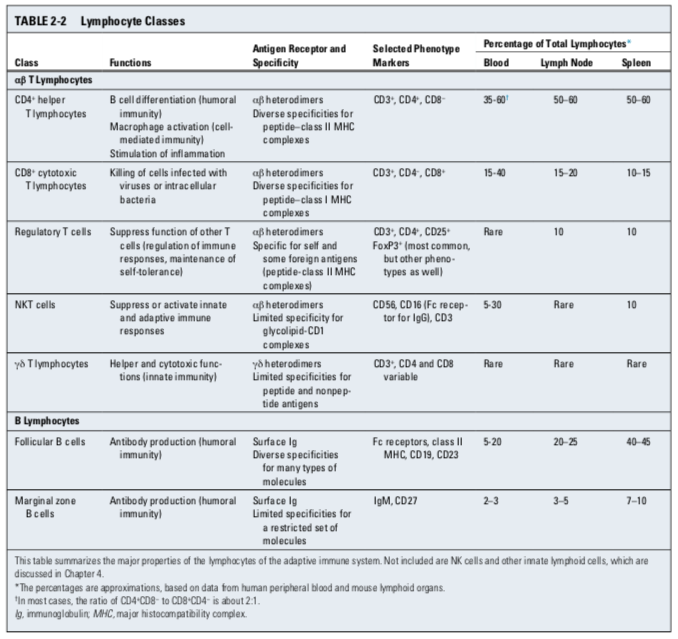 TABLE 2-2 Lymphocyte Classes
Class Functions Antigen Receptor and Specificity Selected Phenotype Markers Percentage of Total Lymphocytes*
Blood Lymph Node Spleen
αβ T Lymphocytes
CD4⁺ helper B cell differentiation (humoral αβ heterodimers CD3⁺, CD4⁺, CD8⁻ 35-60† 50–60 50–60
T lymphocytes immunity) Diverse specificities for
Macrophage activation (cell- peptide–class II MHC
mediated immunity) complexes
Stimulation of inflammation
CD8⁺ cytotoxic Killing of cells infected with αβ heterodimers CD3⁺, CD4⁻, CD8⁺ 15-40 15–20 10–15
T lymphocytes viruses or intracellular Diverse specificities for
bacteria peptide–class I MHC
complexes
Regulatory T cells Suppress function of other T αβ heterodimers CD3⁺, CD4⁺, CD25⁺ Rare 10 10
cells (regulation of immune Specific for self and FoxP3⁺ (most common,
responses, maintenance of some foreign antigens but other pheno-
self-tolerance) (peptide-class II MHC types as well)
complexes)
NKT cells Suppress or activate innate αβ heterodimers CD56, CD16 (Fc recep- 5-30 Rare 10
and adaptive immune Limited specificity for tor for IgG), CD3
responses glycolipid-CD1
complexes
γδ T lymphocytes Helper and cytotoxic func- γδ heterodimers CD3⁺, CD4 and CD8 Rare Rare Rare
tions (innate immunity) Limited specificities for variable
peptide and nonpep-
tide antigens
B Lymphocytes
Follicular B cells Antibody production (humoral Surface Ig Fc receptors, class II 5-20 20–25 40–45
immunity) Diverse specificities MHC, CD19, CD23
for many types of
molecules
Marginal zone Antibody production (humoral Surface Ig IgM, CD27 2–3 3–5 7–10
B cells immunity) Limited specificities for
a restricted set of
molecules
This table summarizes the major properties of the lymphocytes of the adaptive immune system. Not included are NK cells and other innate lymphoid cells, which are
discussed in Chapter 4.
*The percentages are approximations, based on data from human peripheral blood and mouse lymphoid organs.
†In most cases, the ratio of CD4⁺CD8⁻ to CD8⁺CD4⁻ is about 2:1.
Ig, immunoglobulin; MHC, major histocompatibility complex.